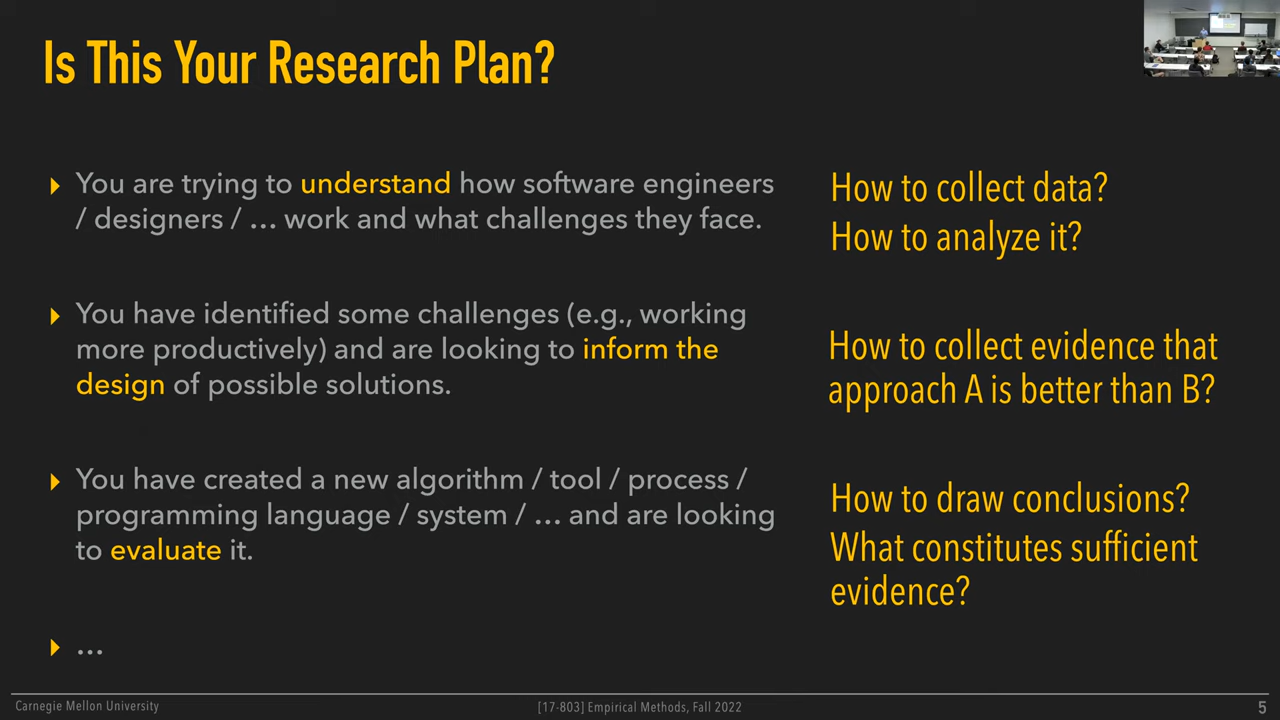 Is This Your Research Plan?
You are trying to understand how software engineers
/ designers / ... work and what challenges they face.
You have identified some challenges (e.g., working
more productively) and are looking to inform the
design of possible solutions.
You have created a new algorithm / tool / process /
programming language / system / ... and are looking
to evaluate it.
...
How to collect data?
How to analyze it?
How to collect evidence that
approach A is better than B?
How to draw conclusions?
What constitutes sufficient
evidence?
Carnegie Mellon University
[17-803] Empirical Methods, Fall 2022
5